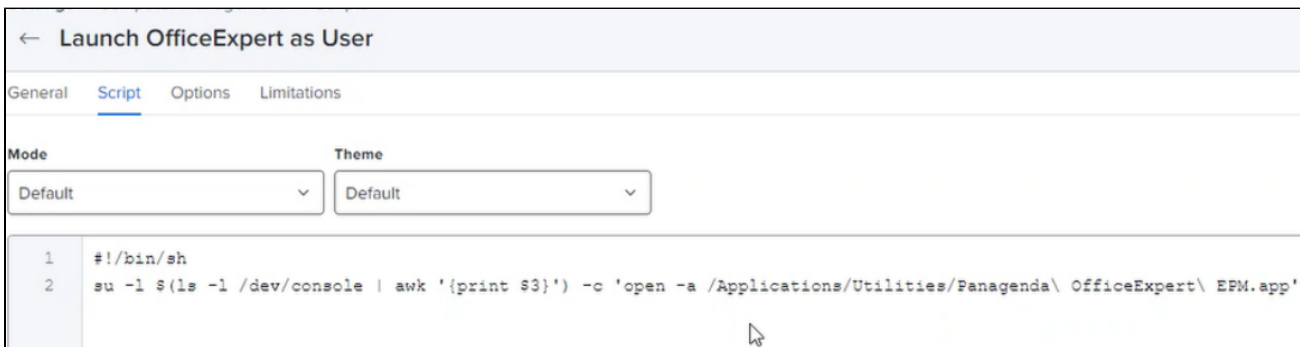 ← Launch OfficeExpert as User
General Script Options Limitations
Mode Theme
Default Default
1 #!/bin/sh
2 su -l $(ls -l /dev/console | awk '{print $3}') -c 'open -a /Applications/Utilities/Panagenda\ OfficeExpert\ EPM.app'